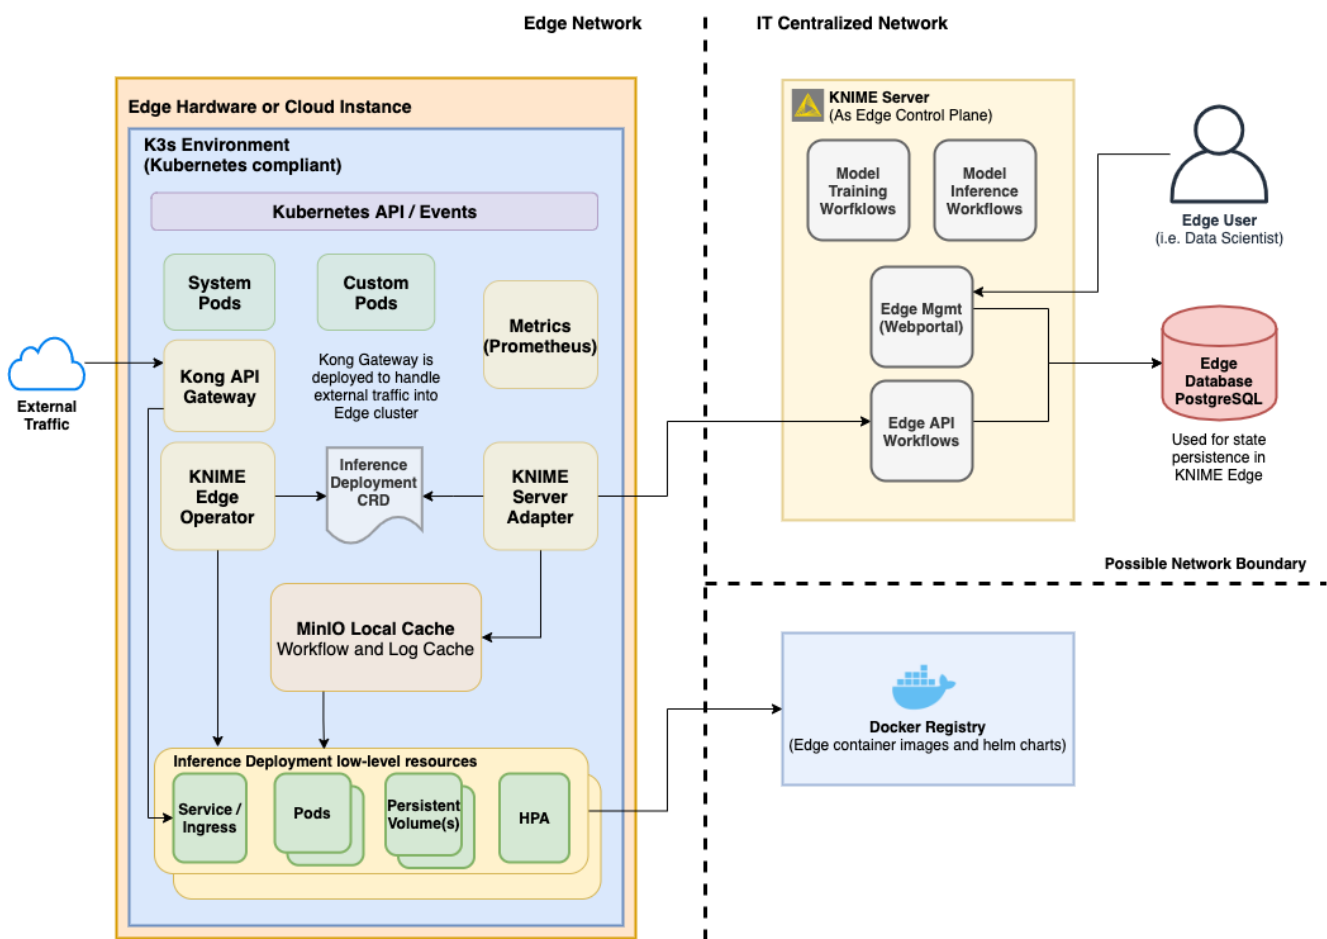 Edge Network
IT Centralized Network
Edge Hardware or Cloud Instance
K3s Environment
(Kubernetes compliant)
Kubernetes API / Events
System
Pods
Custom
Pods
Metrics
(Prometheus)
External
Traffic
Kong API
Gateway
Kong Gateway is
deployed to handle
external traffic into
Edge cluster
KNIME
Edge
Operator
Inference
Deployment
CRD
KNIME
Server
Adapter
MinIO Local Cache
Workflow and Log Cache
Inference Deployment low-level resources
Service /
Ingress
Pods
Persistent
Volume(s)
HPA
KNIME Server
(As Edge Control Plane)
Model
Training
Worfklows
Model
Inference
Workflows
Edge Mgmt
(Webportal)
Edge API
Workflows
Edge User
(i.e. Data Scientist)
Edge
Database
PostgreSQL
Used for state
persistence in
KNIME Edge
Possible Network Boundary
Docker Registry
(Edge container images and helm charts)